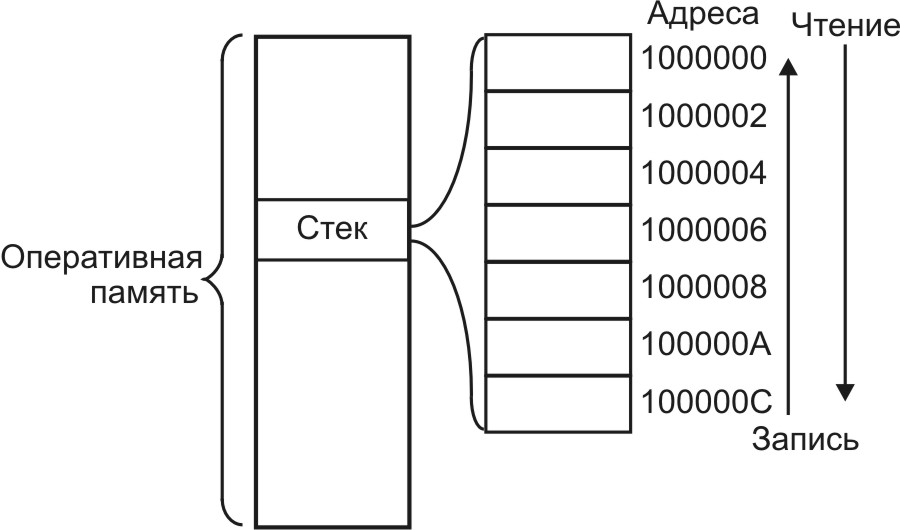 Адреса
Чтение
1000000
1000002
1000004
Стек
1000006
Оперативная
память
1000008
100000A
100000C
Запись